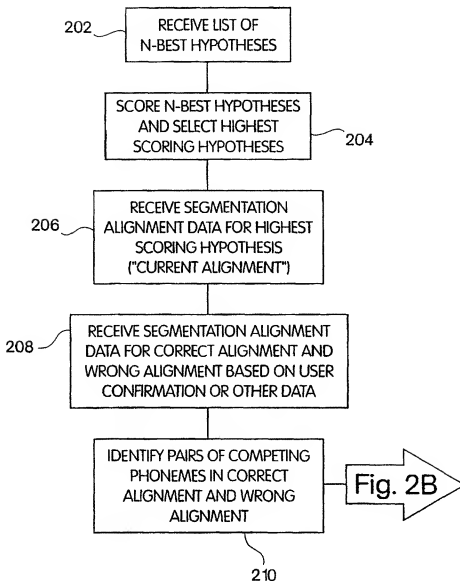 202
RECEIVE LIST OF
N-BEST HYPOTHESES
SCORE N-BEST HYPOTHESES
AND SELECT HIGHEST
SCORING HYPOTHESES
204
206
RECEIVE SEGMENTATION
ALIGNMENT DATA FOR HIGHEST
SCORING HYPOTHESIS
("CURRENT ALIGNMENT")
208
RECEIVE SEGMENTATION ALIGNMENT
DATA FOR CORRECT ALIGNMENT AND
WRONG ALIGNMENT BASED ON USER
CONFIRMATION OR OTHER DATA
IDENTIFY PAIRS OF COMPETING
PHONEMES IN CORRECT
ALIGNMENT AND WRONG
ALIGNMENT
Fig. 2B
210